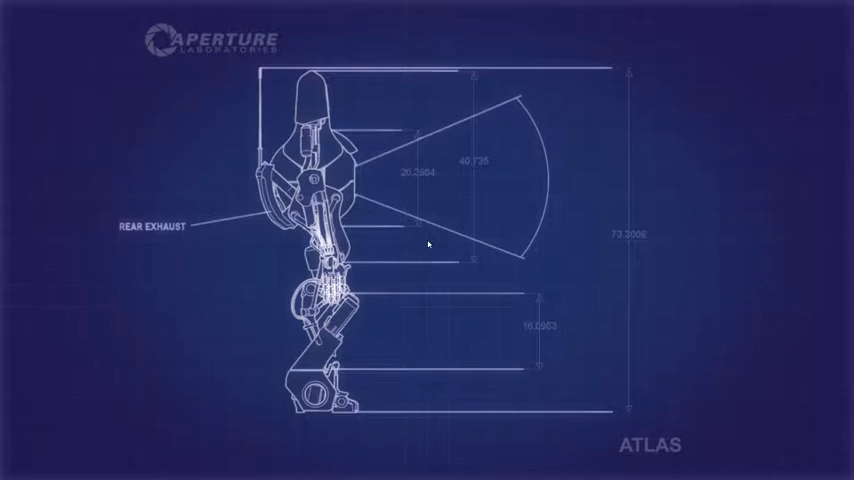 APERTURE
LABORATORIES
40.735
20.2904
REAR EXHAUST
73.3006
16.0953
ATLAS